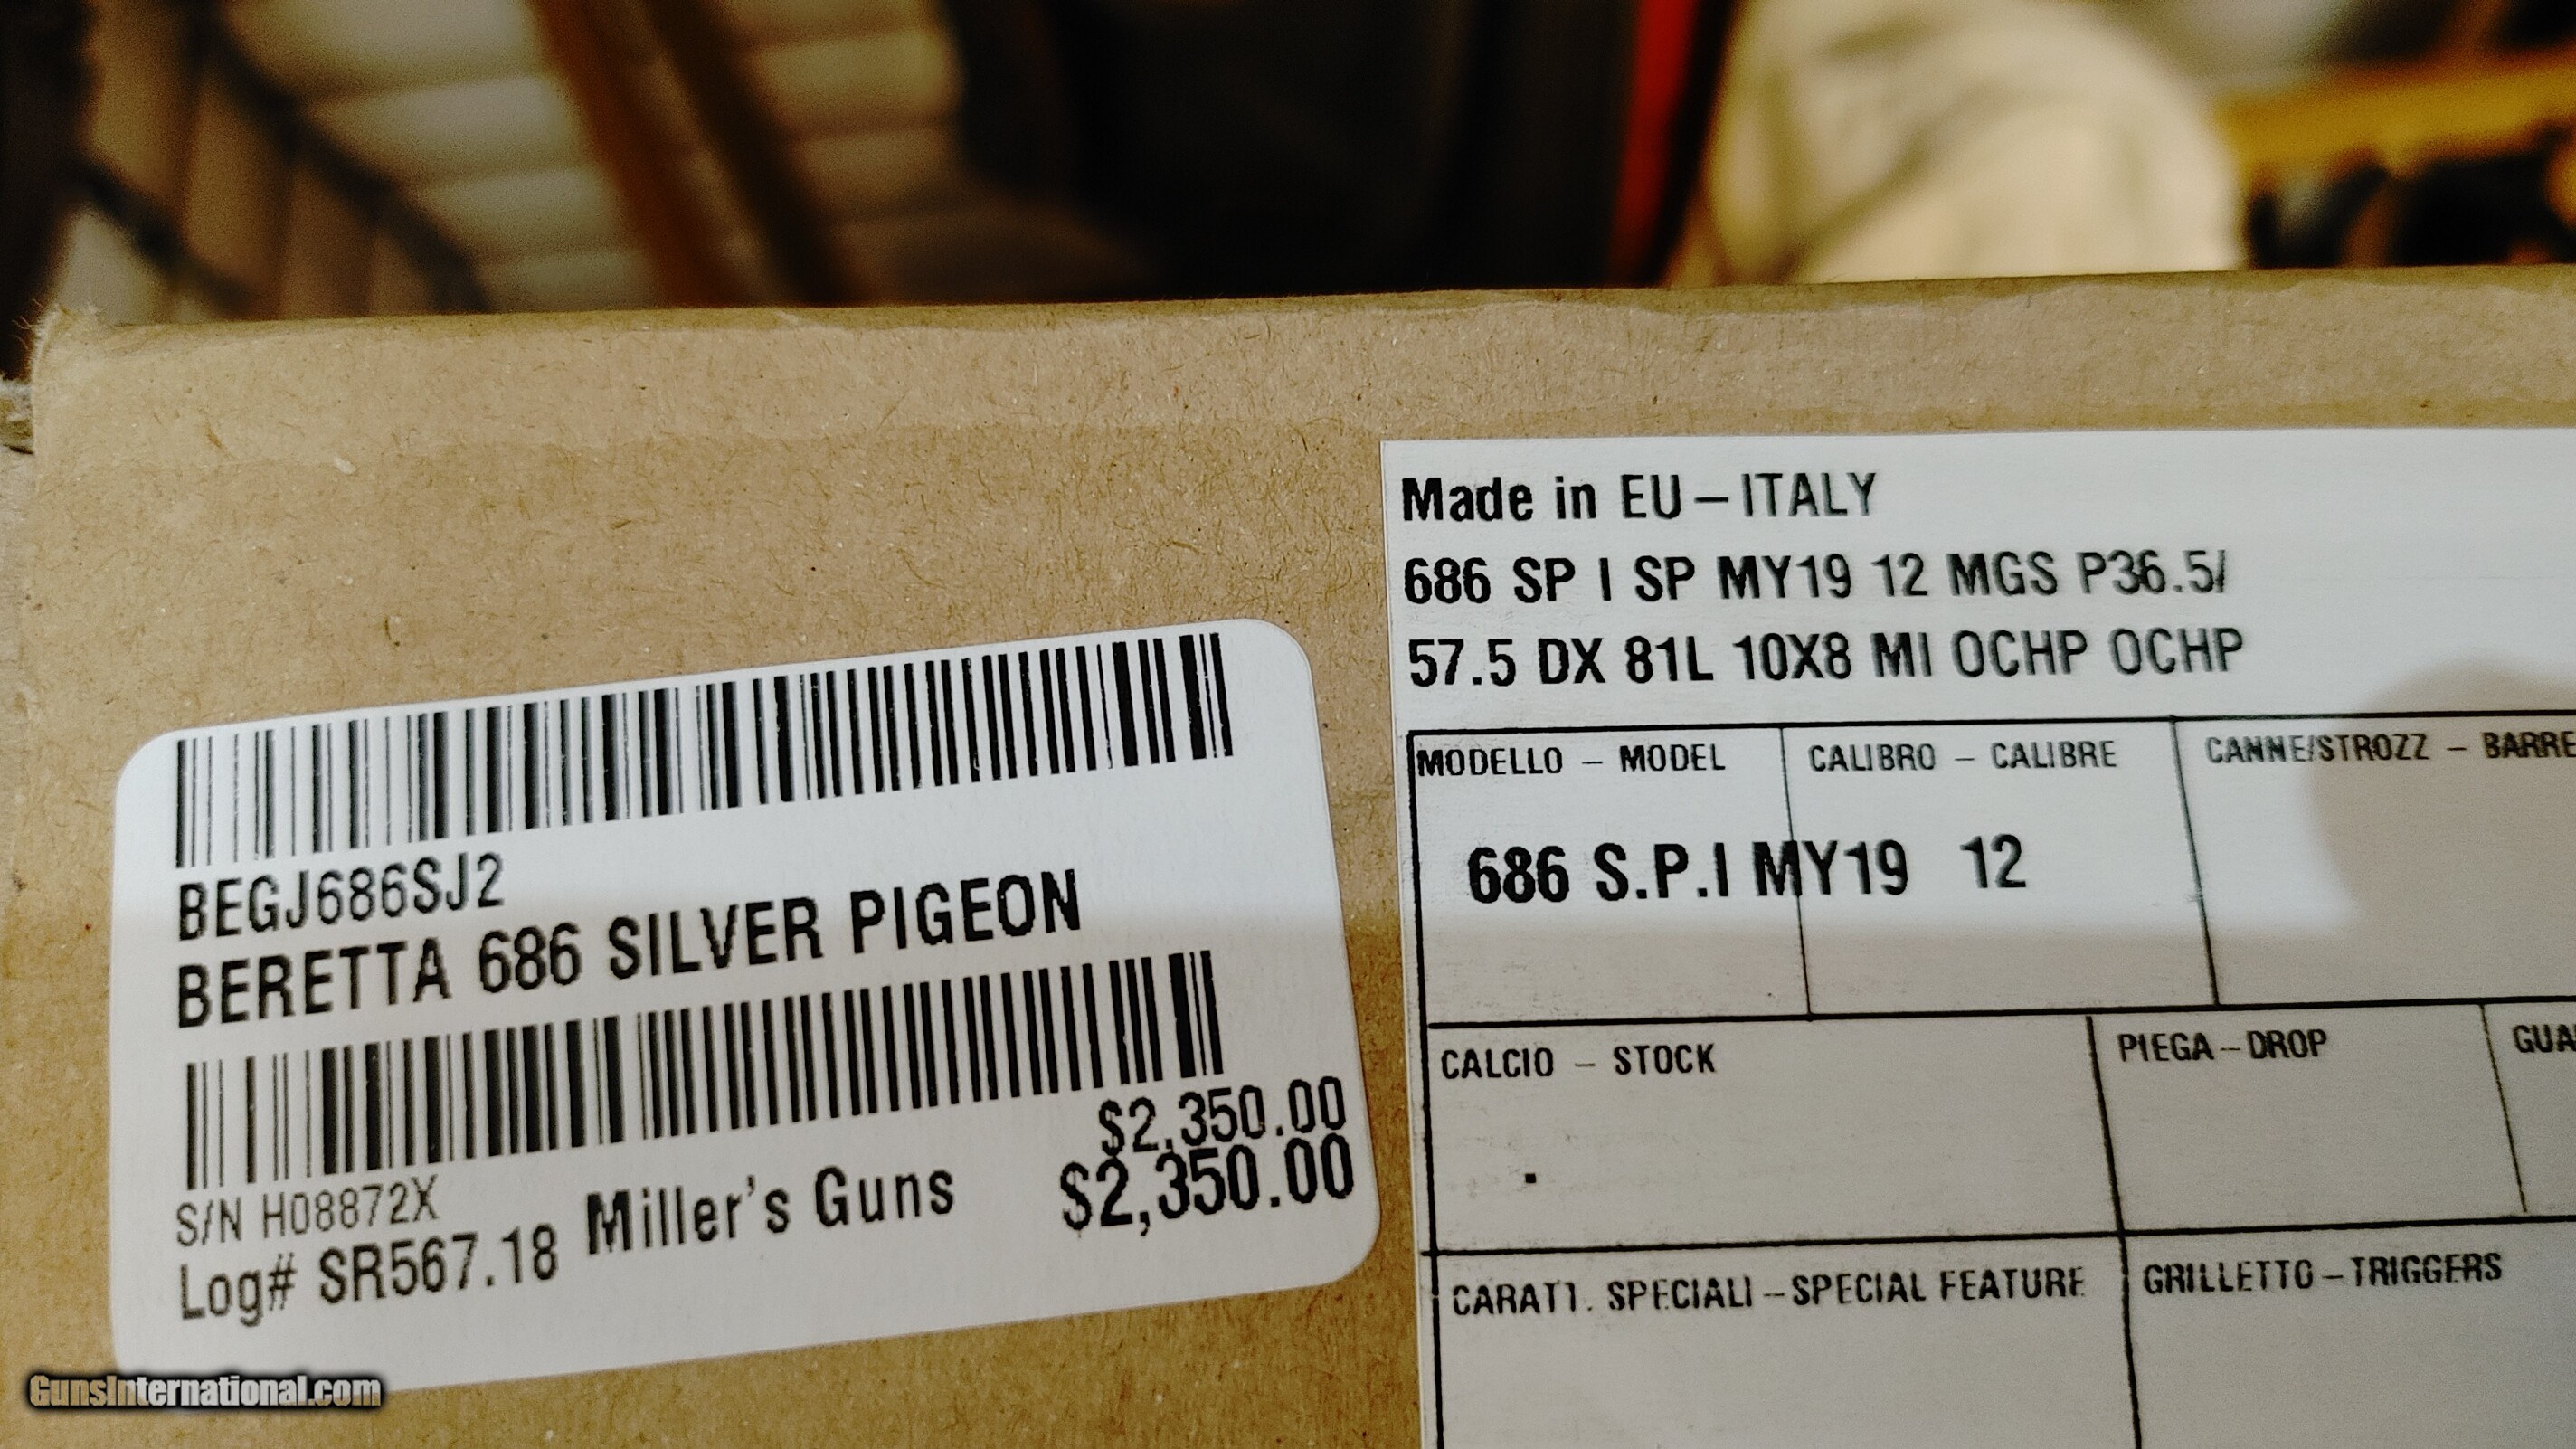 BEGJ686SJ2
BERETTA 686 SILVER PIGEON
$2,350.00
S/N H08872X
$2,350.00
Log# SR567.18 Miller's Guns
Made in EU – ITALY
686 SP I SP MY19 12 MGS P36.5/
57.5 DX 81L 10X8 MI OCHP OCHP
MODELLO – MODEL CALIBRO – CALIBRE CANNE/STROZZ – BARRE
686 S.P.I MY19 12
CALCIO – STOCK PIEGA – DROP GUA
CARATT. SPECIALI – SPECIAL FEATURE GRILLETTO – TRIGGERS
GunsInternational.com